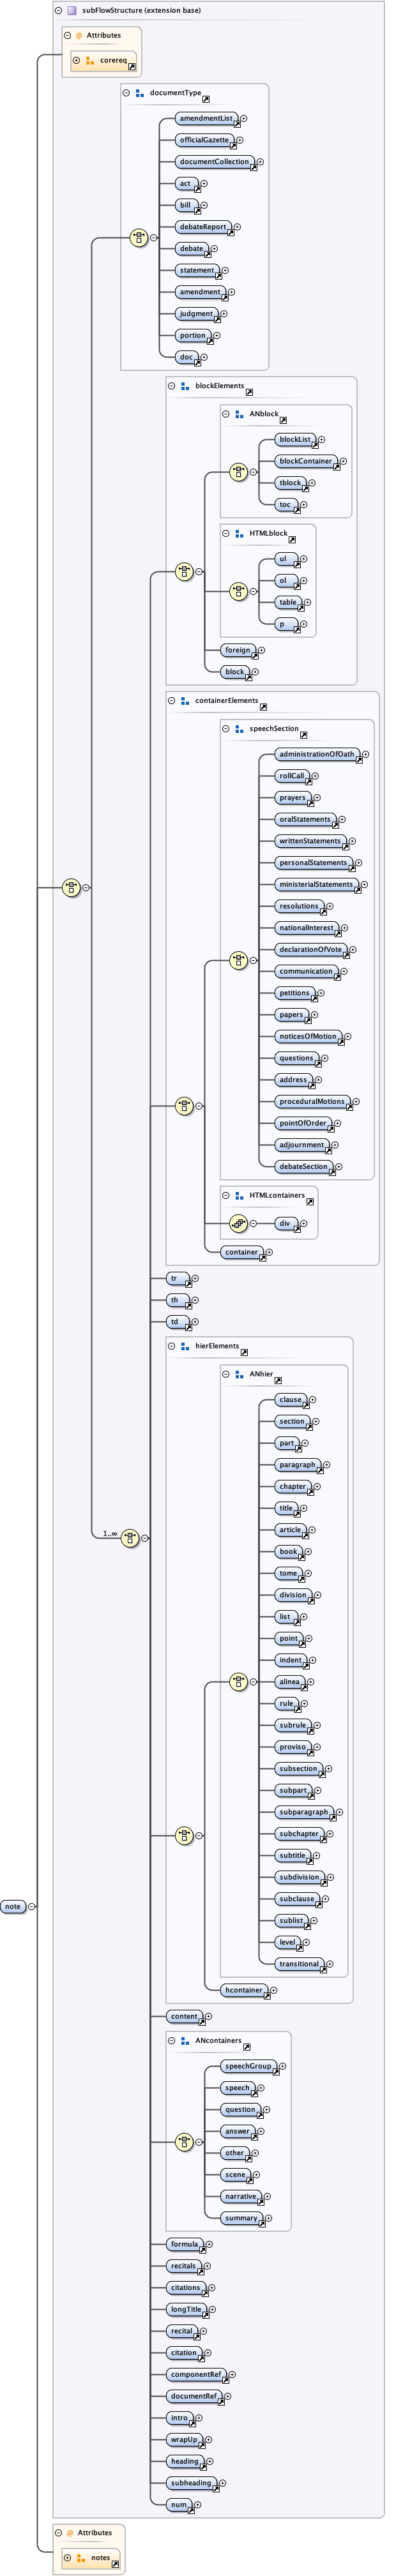 subFlowStructure (extension base)
@ Attributes
corereq
documentType
amendmentList
officialGazette
documentCollection
act
bill
debateReport
debate
statement
amendment
judgment
portion
doc
blockElements
ANblock
blockList
blockContainer
tblock
toc
HTMLblock
ul
ol
table
p
foreign
block
containerElements
speechSection
administrationOfOath
rollCall
prayers
oralStatements
writtenStatements
personalStatements
ministerialStatements
resolutions
nationalInterest
declarationOfVote
communication
petitions
papers
noticesOfMotion
questions
address
proceduralMotions
pointOfOrder
adjournment
debateSection
HTMLcontainers
div
container
tr
th
td
hierElements
ANhier
clause
section
part
paragraph
chapter
title
article
book
tome
division
list
point
indent
alinea
rule
subrule
proviso
subsection
subpart
subparagraph
subchapter
subtitle
subdivision
subclause
sublist
level
transitional
hcontainer
1..∞
note
content
ANcontainers
speechGroup
speech
question
answer
other
scene
narrative
summary
formula
recitals
citations
longTitle
recital
citation
componentRef
documentRef
intro
wrapUp
heading
subheading
num
@ Attributes
notes